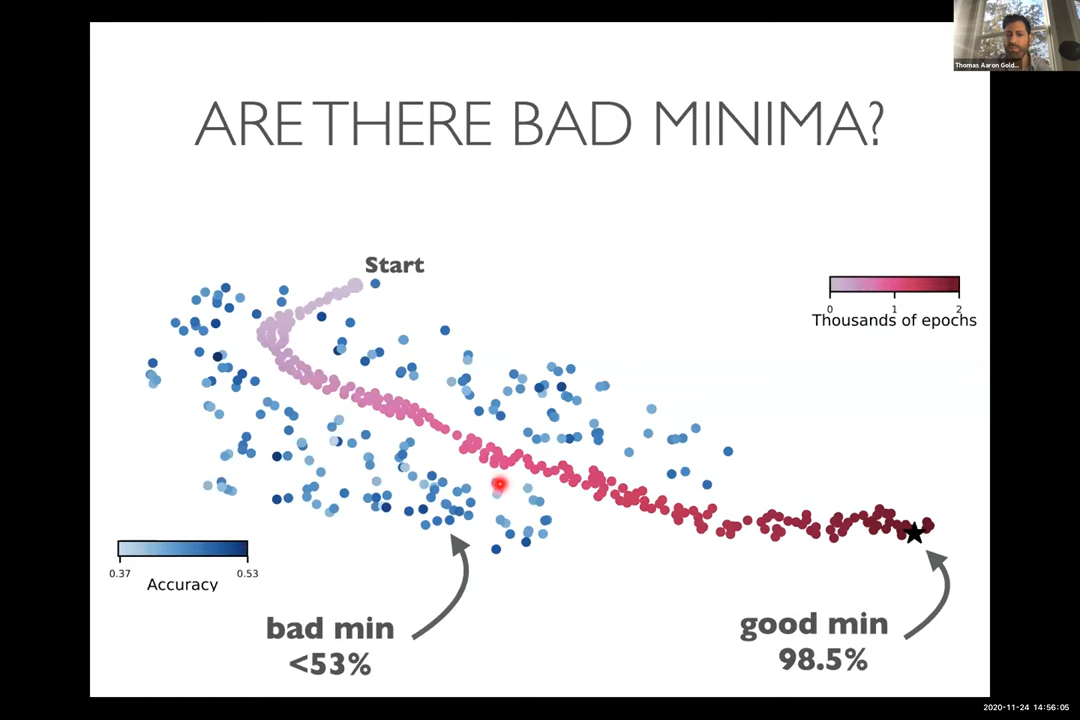 Thomas Aaron Gold...
ARE THERE BAD MINIMA?
Start
0 1 2
Thousands of epochs
0.37 0.53
Accuracy
bad min
<53%
good min
98.5%
2020-11-24 14:56:05